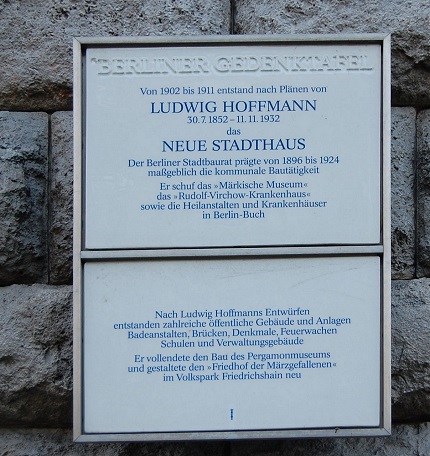 BERLINER GEDENKTAFEL
Von 1902 bis 1911 entstand nach Plänen von
LUDWIG HOFFMANN
30.7.1852 – 11.11.1932
das
NEUE STADTHAUS
Der Berliner Stadtbaurat prägte von 1896 bis 1924
maßgeblich die kommunale Bautätigkeit
Er schuf das »Märkische Museum«
das »Rudolf-Virchow-Krankenhaus«
sowie die Heilanstalten und Krankenhäuser
in Berlin-Buch
Nach Ludwig Hoffmanns Entwürfen
entstanden zahlreiche öffentliche Gebäude und Anlagen
Badeanstalten, Brücken, Denkmale, Feuerwachen
Schulen und Verwaltungsgebäude
Er vollendete den Bau des Pergamonmuseums
und gestaltete den »Friedhof der Märzgefallenen«
im Volkspark Friedrichshain neu